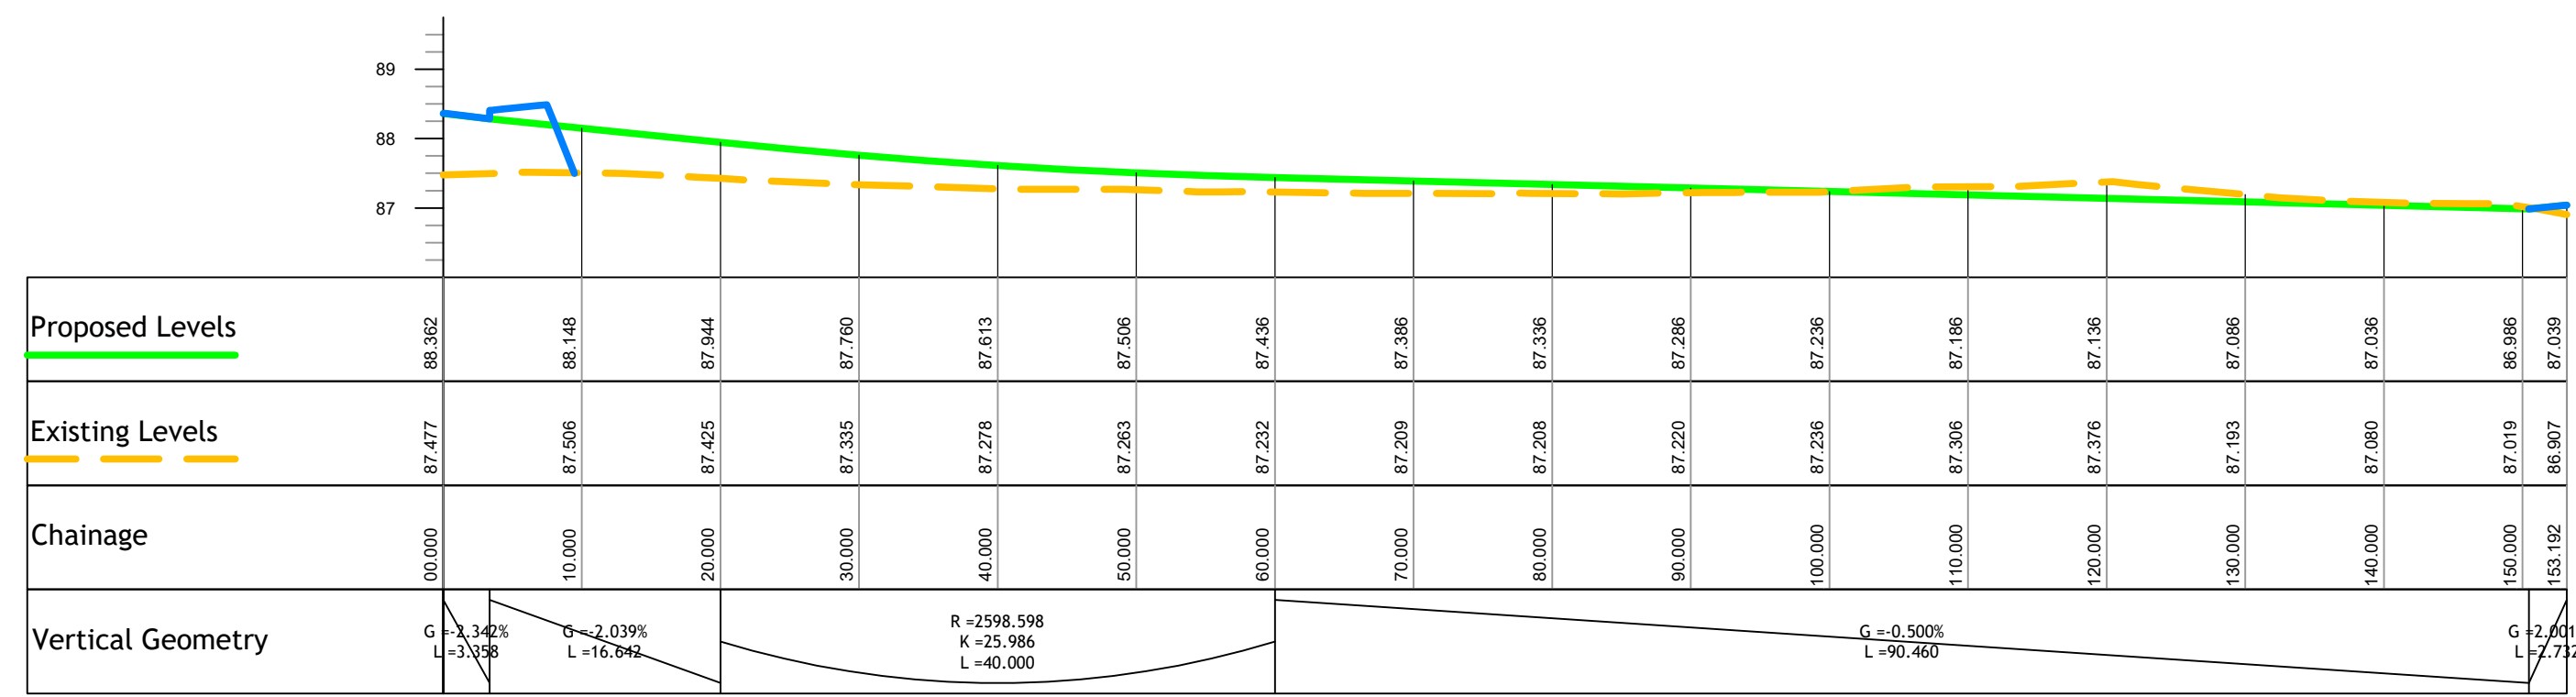 89
88
87
Proposed Levels
88.362 88.148 87.944 87.760 87.613 87.506 87.436 87.386 87.336 87.286 87.236 87.186 87.136 87.086 87.036 86.986 87.039
Existing Levels
87.477 87.506 87.425 87.335 87.278 87.263 87.232 87.209 87.208 87.220 87.236 87.306 87.376 87.193 87.080 87.019 86.907
Chainage
00.000 10.000 20.000 30.000 40.000 50.000 60.000 70.000 80.000 90.000 100.000 110.000 120.000 130.000 140.000 150.000 153.192
Vertical Geometry
G =-2.342%
L =3.358
G =-2.039%
L =16.642
R =2598.598
K =25.986
L =40.000
G =-0.500%
L =90.460
G =2.001
L =2.732